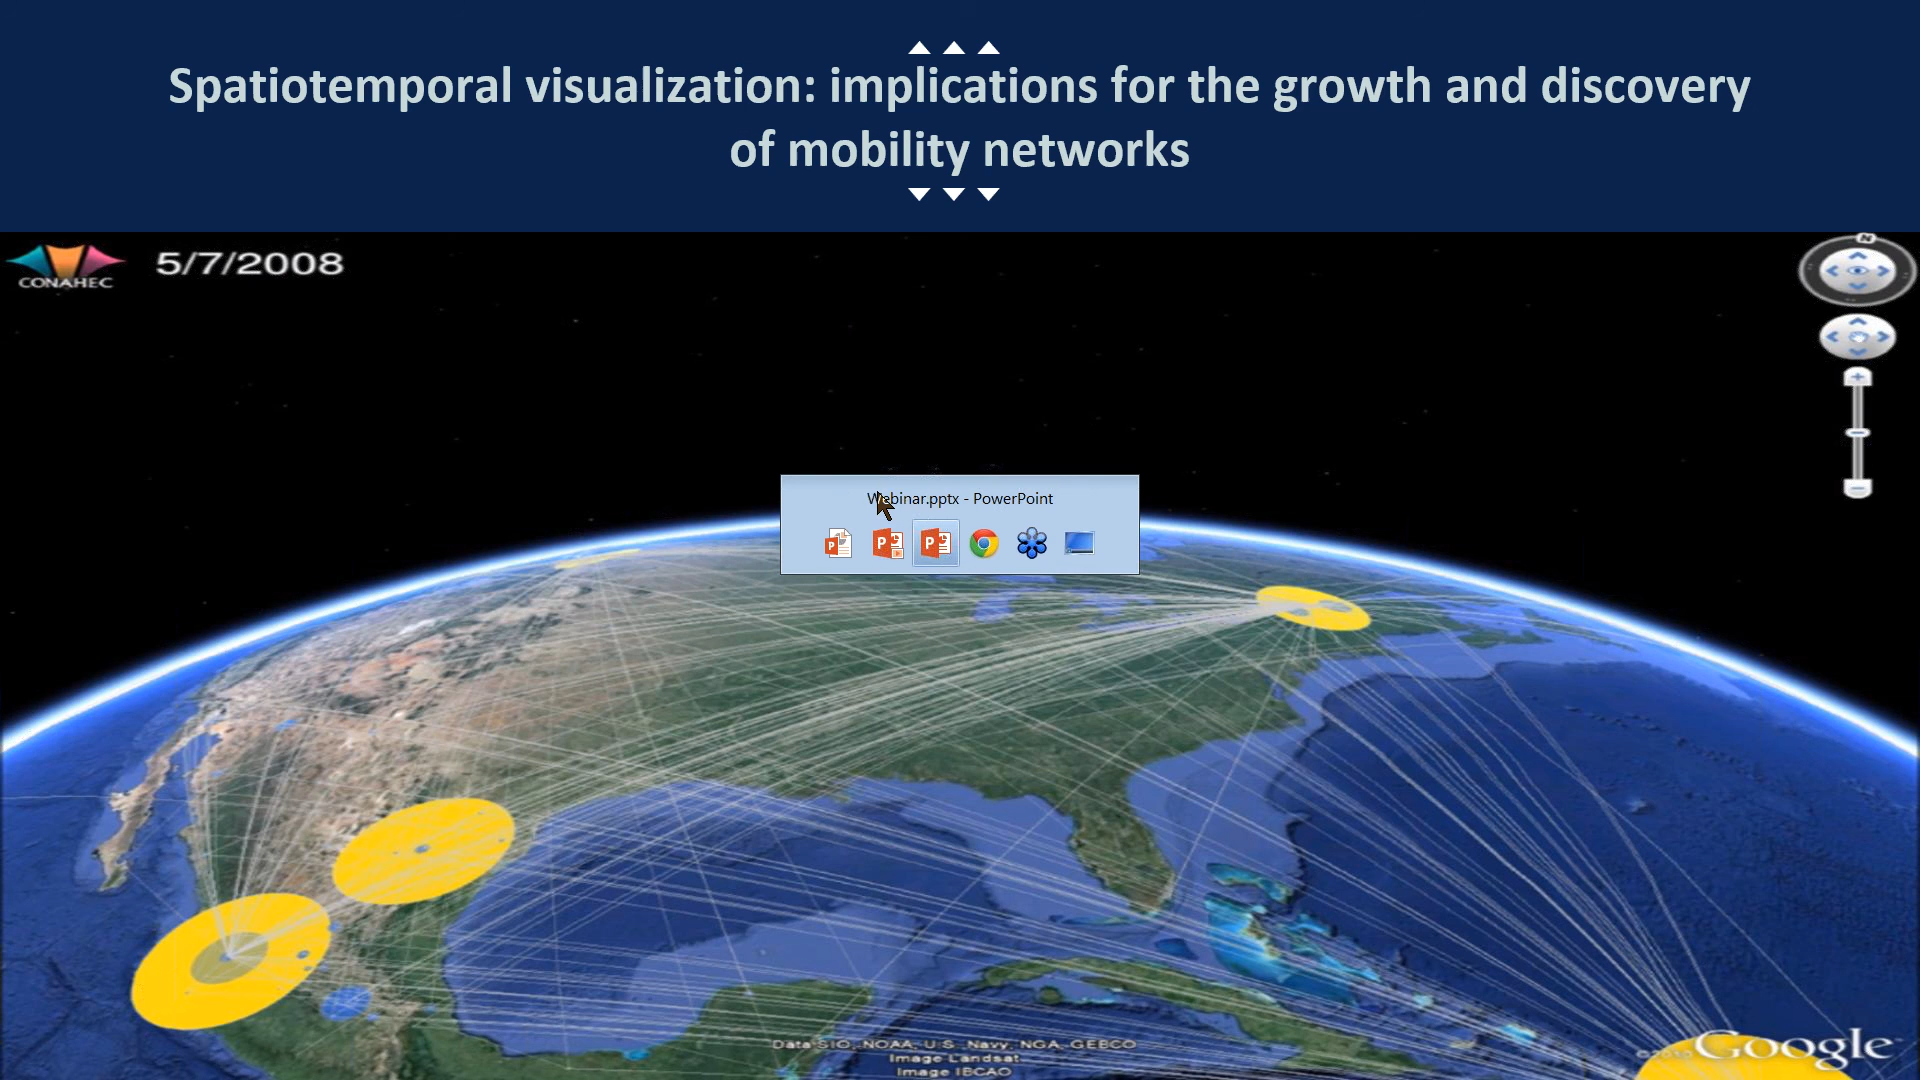 Spatiotemporal visualization: implications for the growth and discovery
of mobility networks
CONAHEC
5/7/2008
N
Webinar.pptx - PowerPoint
Data SIO, NOAA, U.S. Navy, NGA, GEBCO
Image Landsat
Image IBCAO
Google